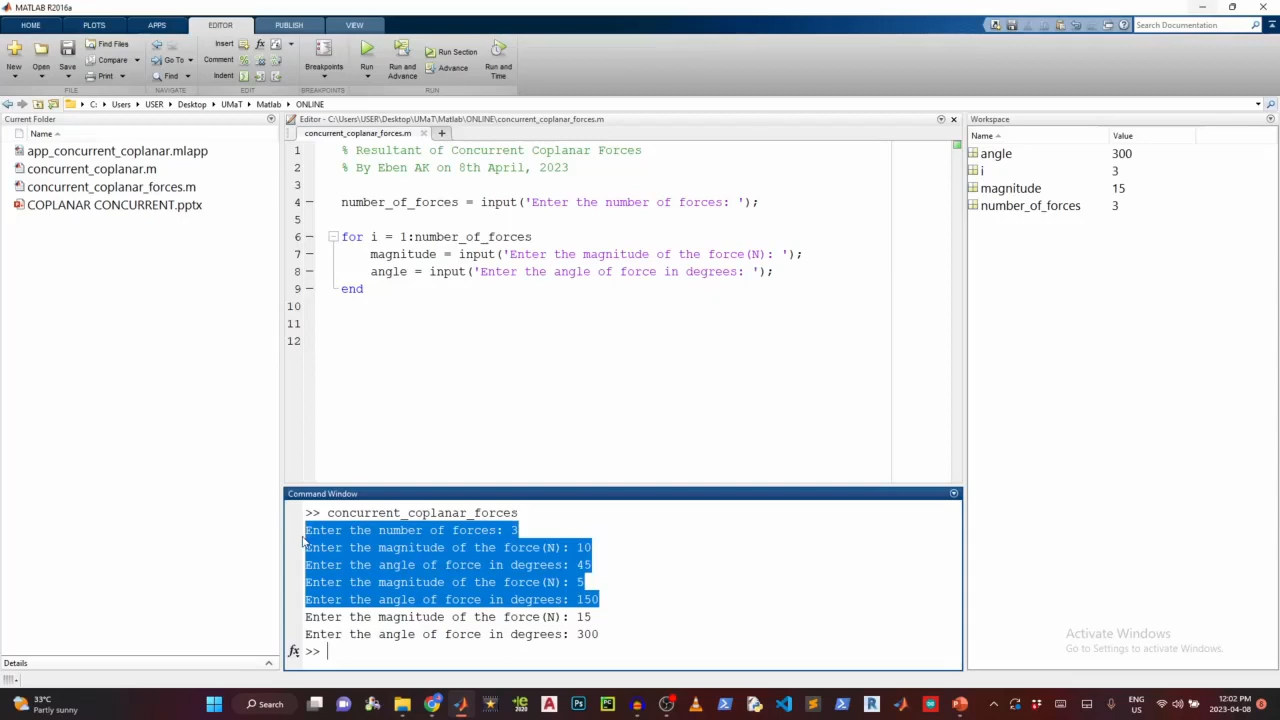 MATLAB R2016a
HOME PLOTS APPS EDITOR PUBLISH VIEW
Search Documentation
New Open Save Find Files Compare Print
Go To Find
Insert fx
Comment
Indent
Breakpoints Run Run and Advance Run Section Advance Run and Time
FILE NAVIGATE EDIT BREAKPOINTS RUN
C: Users USER Desktop UMaT Matlab ONLINE
Current Folder
Name
app_concurrent_coplanar.mlapp
concurrent_coplanar.m
concurrent_coplanar_forces.m
COPLANAR CONCURRENT.pptx
Details
Editor - C:\Users\USER\Desktop\UMaT\Matlab\ONLINE\concurrent_coplanar_forces.m
concurrent_coplanar_forces.m
1 % Resultant of Concurrent Coplanar Forces
2 % By Eben AK on 8th April, 2023
3
4 number_of_forces = input('Enter the number of forces: ');
5
6 for i = 1:number_of_forces
7 magnitude = input('Enter the magnitude of the force(N): ');
8 angle = input('Enter the angle of force in degrees: ');
9 end
10
11
12
Command Window
>> concurrent_coplanar_forces
Enter the number of forces: 3
Enter the magnitude of the force(N): 10
Enter the angle of force in degrees: 45
Enter the magnitude of the force(N): 5
Enter the angle of force in degrees: 150
Enter the magnitude of the force(N): 15
Enter the angle of force in degrees: 300
fx >>
Workspace
Name Value
angle 300
i 3
magnitude 15
number_of_forces 3
Activate Windows
Go to Settings to activate Windows.
33°C
Partly sunny
Search
ENG
US
12:02 PM
2023-04-08